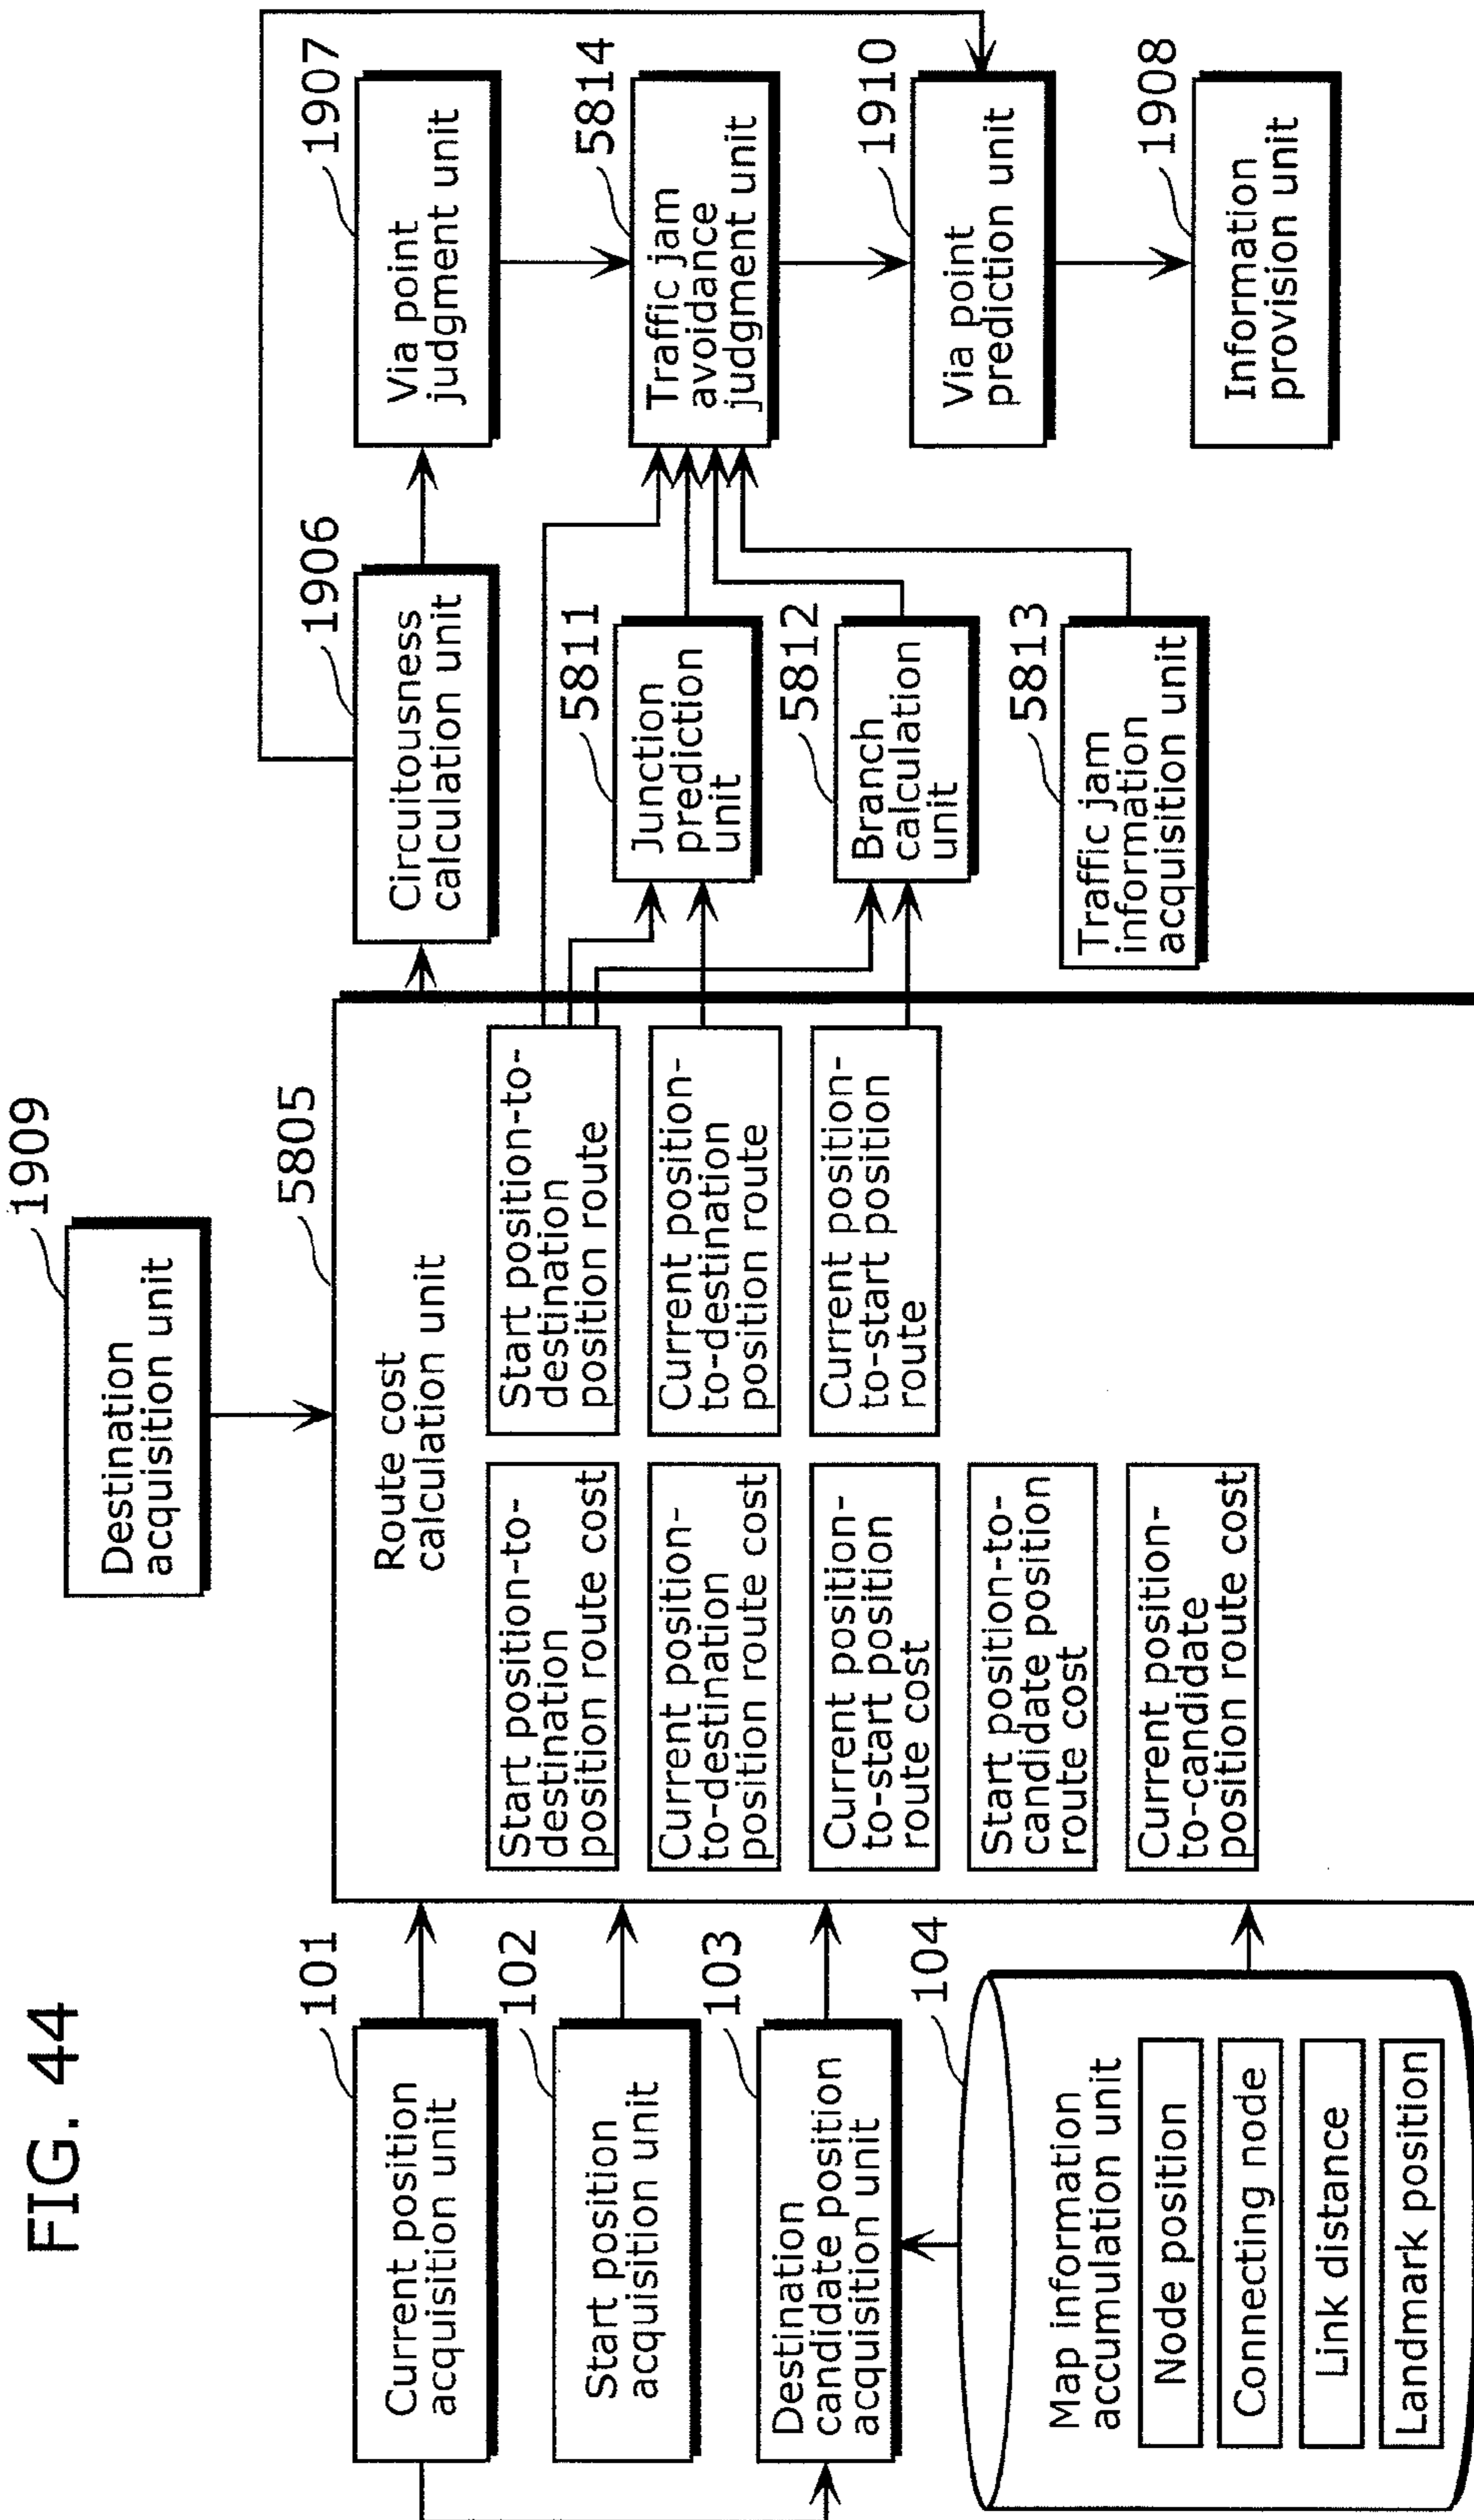 FIG. 44
1909
Destination
acquisition unit
101
Current position
acquisition unit
102
Start position
acquisition unit
103
Destination
candidate position
acquisition unit
104
Map information
accumulation unit
Node position
Connecting node
Link distance
Landmark position
5805
Route cost
calculation unit
Start position-to-
destination
position route cost
Current position-
to-destination
position route cost
Current position-
to-start position
route cost
Start position-to-
candidate position
route cost
Current position-
to-candidate
position route cost
Start position-to-
destination
position route
Current position-
to-destination
position route
Current position-
to-start position
route
1906
Circuitousness
calculation unit
5811
Junction
prediction
unit
5812
Branch
calculation
unit
5813
Traffic jam
information
acquisition unit
1907
Via point
judgment unit
5814
Traffic jam
avoidance
judgment unit
1910
Via point
prediction unit
1908
Information
provision unit